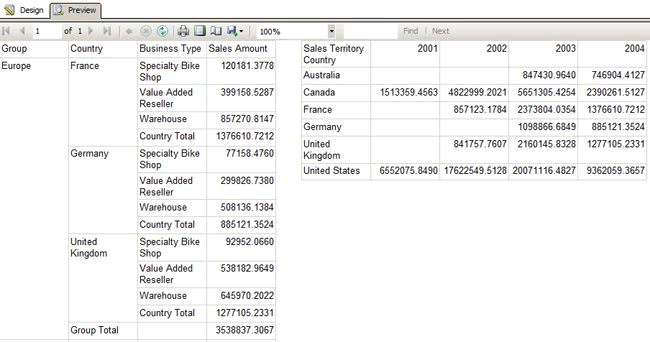 Design Preview
1 of 1 100% Find | Next
Group Country Business Type Sales Amount
Europe France Specialty Bike 120181.3778
Shop
Value Added 399158.5287
Reseller
Warehouse 857270.8147
Country Total 1376610.7212
Germany Specialty Bike 77158.4760
Shop
Value Added 299826.7380
Reseller
Warehouse 508136.1384
Country Total 885121.3524
United Specialty Bike 92952.0660
Kingdom Shop
Value Added 538182.9649
Reseller
Warehouse 645970.2022
Country Total 1277105.2331
Group Total 3538837.3067
Sales Territory 2001 2002 2003 2004
Country
Australia 847430.9640 746904.4127
Canada 1513359.4563 4822999.2021 5651305.4254 2390261.5127
France 857123.1784 2373804.0354 1376610.7212
Germany 1098866.6849 885121.3524
United 841757.7607 2160145.8328 1277105.2331
Kingdom
United States 6552075.8490 17622549.5128 20071116.4827 9362059.3657